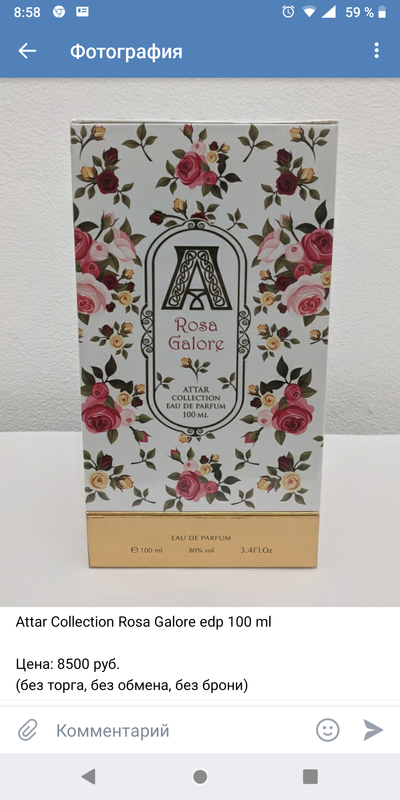 8:58
59 %
Фотография
A
Rosa
Galore
ATTAR
COLLECTION
EAU DE PARFUM
100 ML
EAU DE PARFUM
℮ 100 ml 80% vol 3.4Fl.Oz
Attar Collection Rosa Galore edp 100 ml
Цена: 8500 руб.
(без торга, без обмена, без брони)
Комментарий